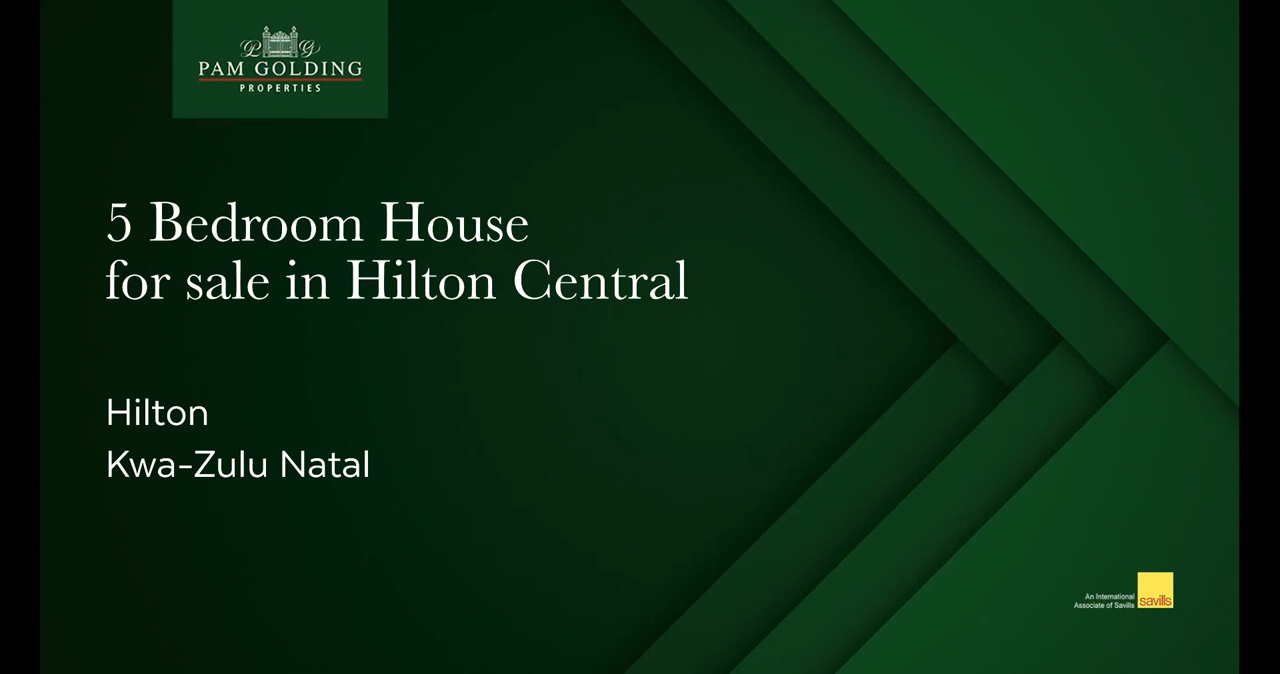 P G
PAM GOLDING
PROPERTIES
5 Bedroom House
for sale in Hilton Central
Hilton
Kwa-Zulu Natal
An International
Associate of Savills
savills